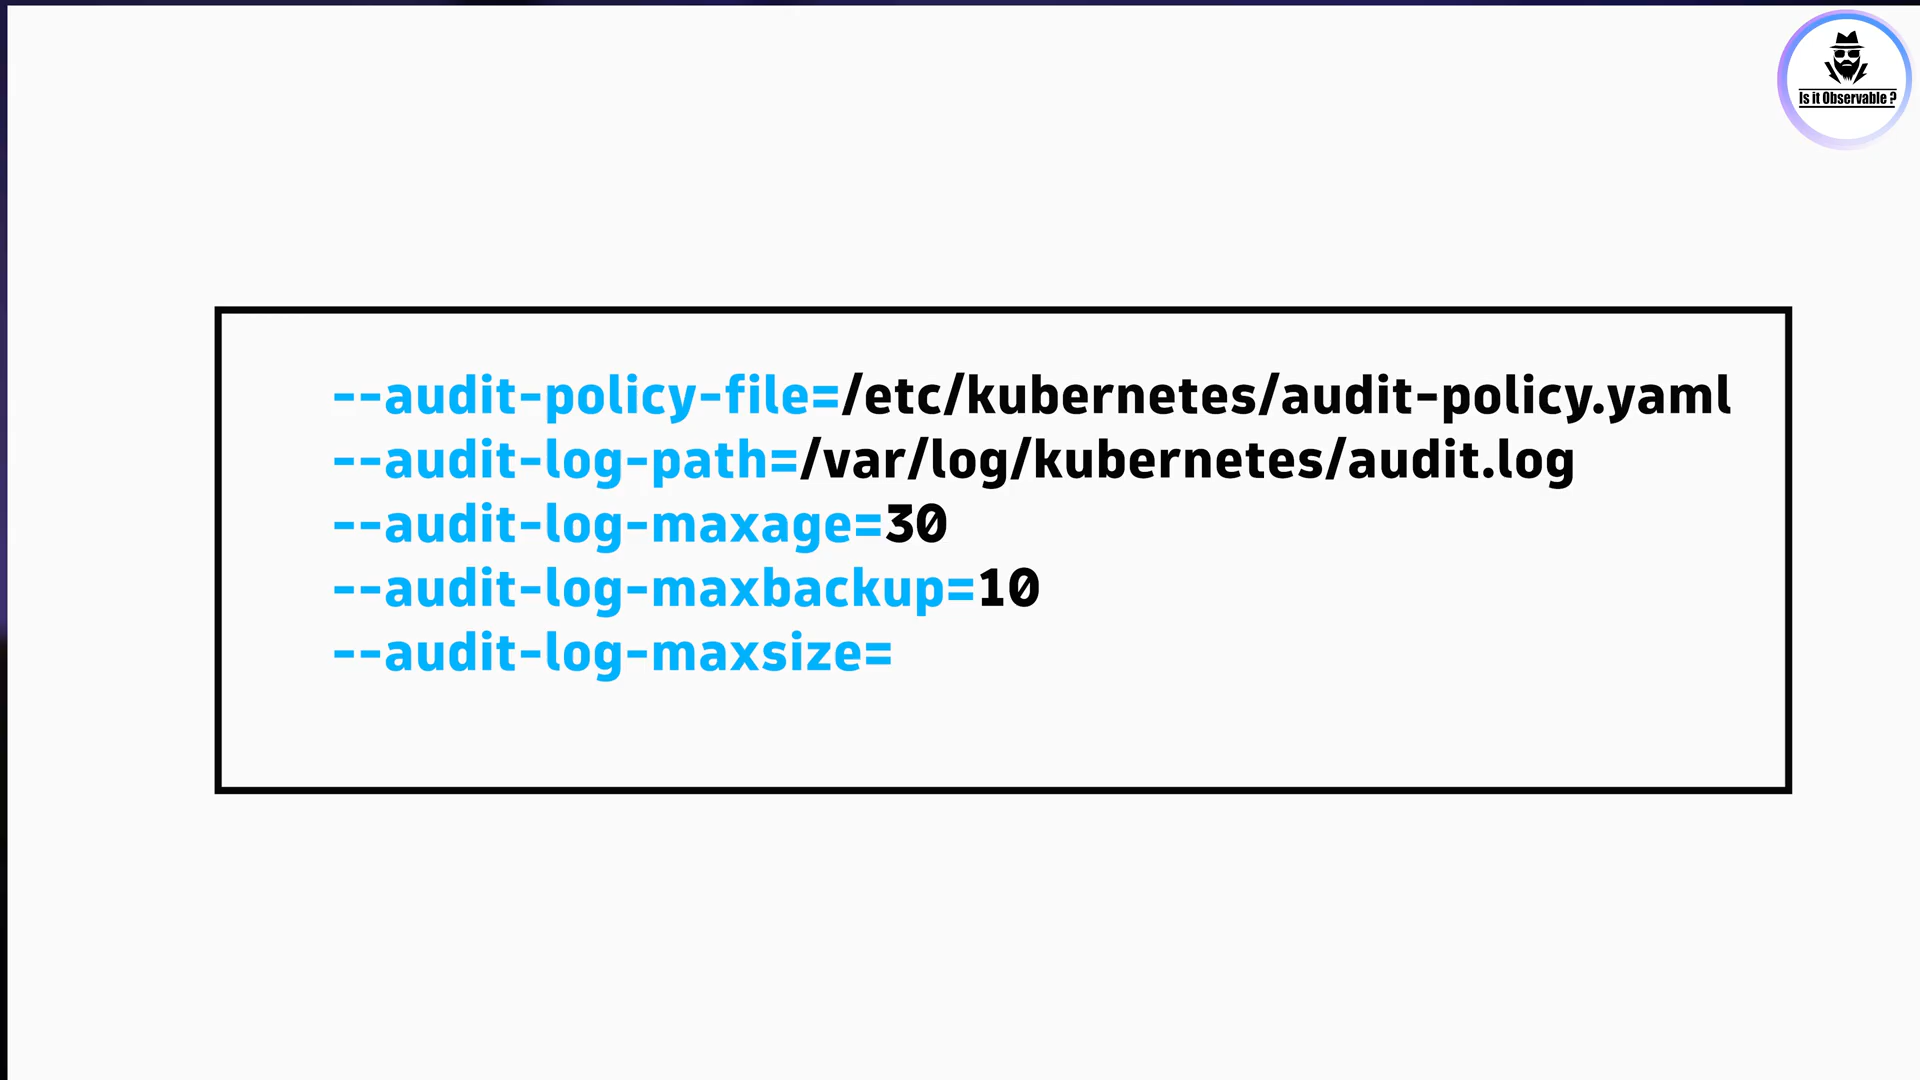 Is it Observable ?
--audit-policy-file=/etc/kubernetes/audit-policy.yaml
--audit-log-path=/var/log/kubernetes/audit.log
--audit-log-maxage=30
--audit-log-maxbackup=10
--audit-log-maxsize=